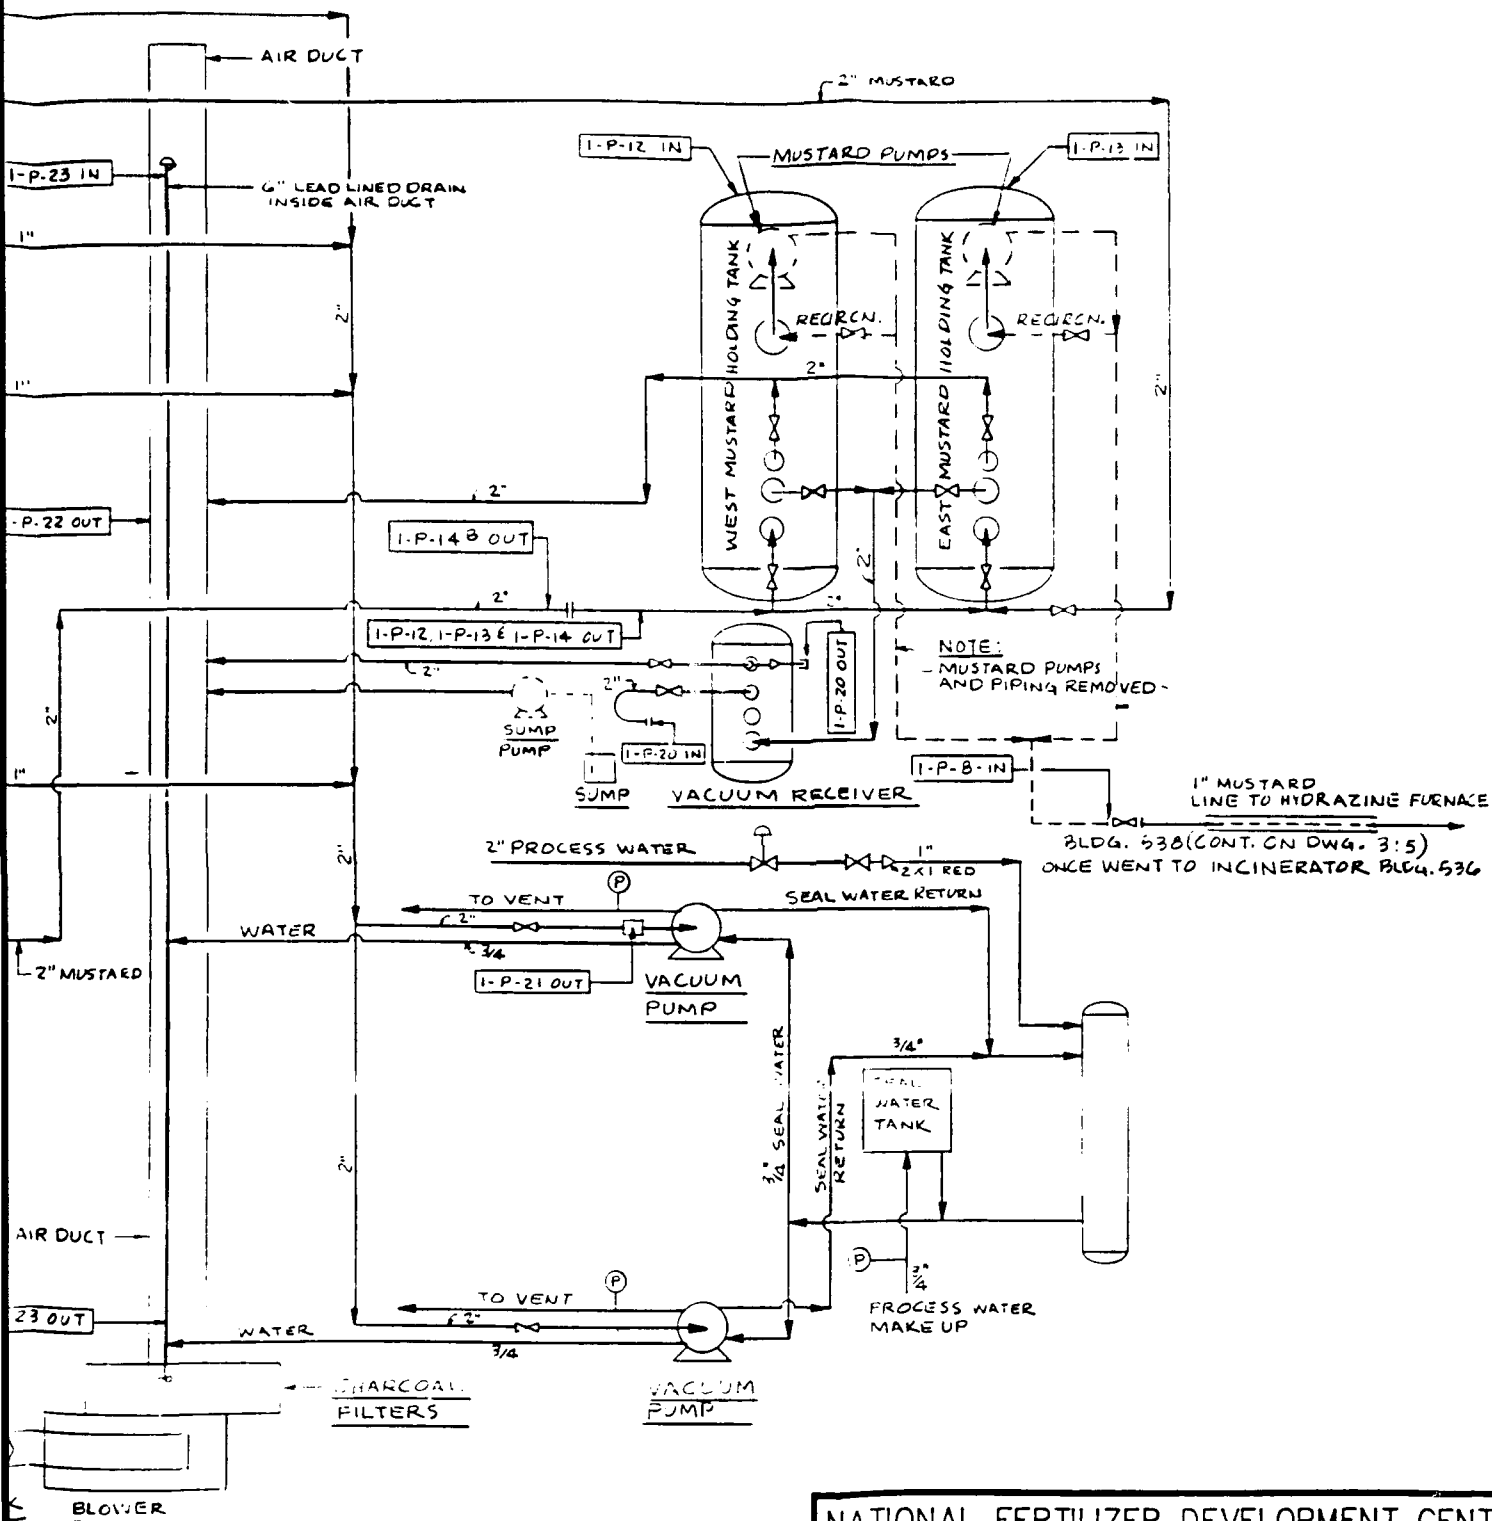 AIR DUCT
2" MUSTARD
1-P-12 IN
MUSTARD PUMPS
1-P-13 IN
1-P-23 IN
6" LEAD LINED DRAIN
INSIDE AIR DUCT
1"
2"
WEST MUSTARD HOLDING TANK
EAST MUSTARD HOLDING TANK
RECIRCN.
RECIRCN.
1"
2"
2"
2"
-P-22 OUT
1-P-14 B OUT
2"
2"
2"
1-P-12, 1-P-13 & 1-P-14 OUT
2"
2"
1-P-20 OUT
NOTE:
- MUSTARD PUMPS
AND PIPING REMOVED -
2"
SUMP
PUMP
1-P-20 IN
SUMP
VACUUM RECEIVER
1-P-8-IN
1"
1" MUSTARD
LINE TO HYDRAZINE FURNACE
BLDG. 538 (CONT. ON DWG. 3:5)
ONCE WENT TO INCINERATOR BLDG. 536
2"
2" PROCESS WATER
1"
2x1 RED
P
TO VENT
SEAL WATER RETURN
2"
WATER
3/4
2" MUSTARD
1-P-21 OUT
VACUUM
PUMP
3/4" SEAL WATER
SEAL WATER
RETURN
3/4"
SEAL
WATER
TANK
2"
AIR DUCT
P
3/4"
PROCESS WATER
MAKE UP
23 OUT
P
TO VENT
2"
WATER
3/4
CHARCOAL
FILTERS
VACUUM
PUMP
BLOWER
NATIONAL FERTILIZER DEVELOPMENT CENT